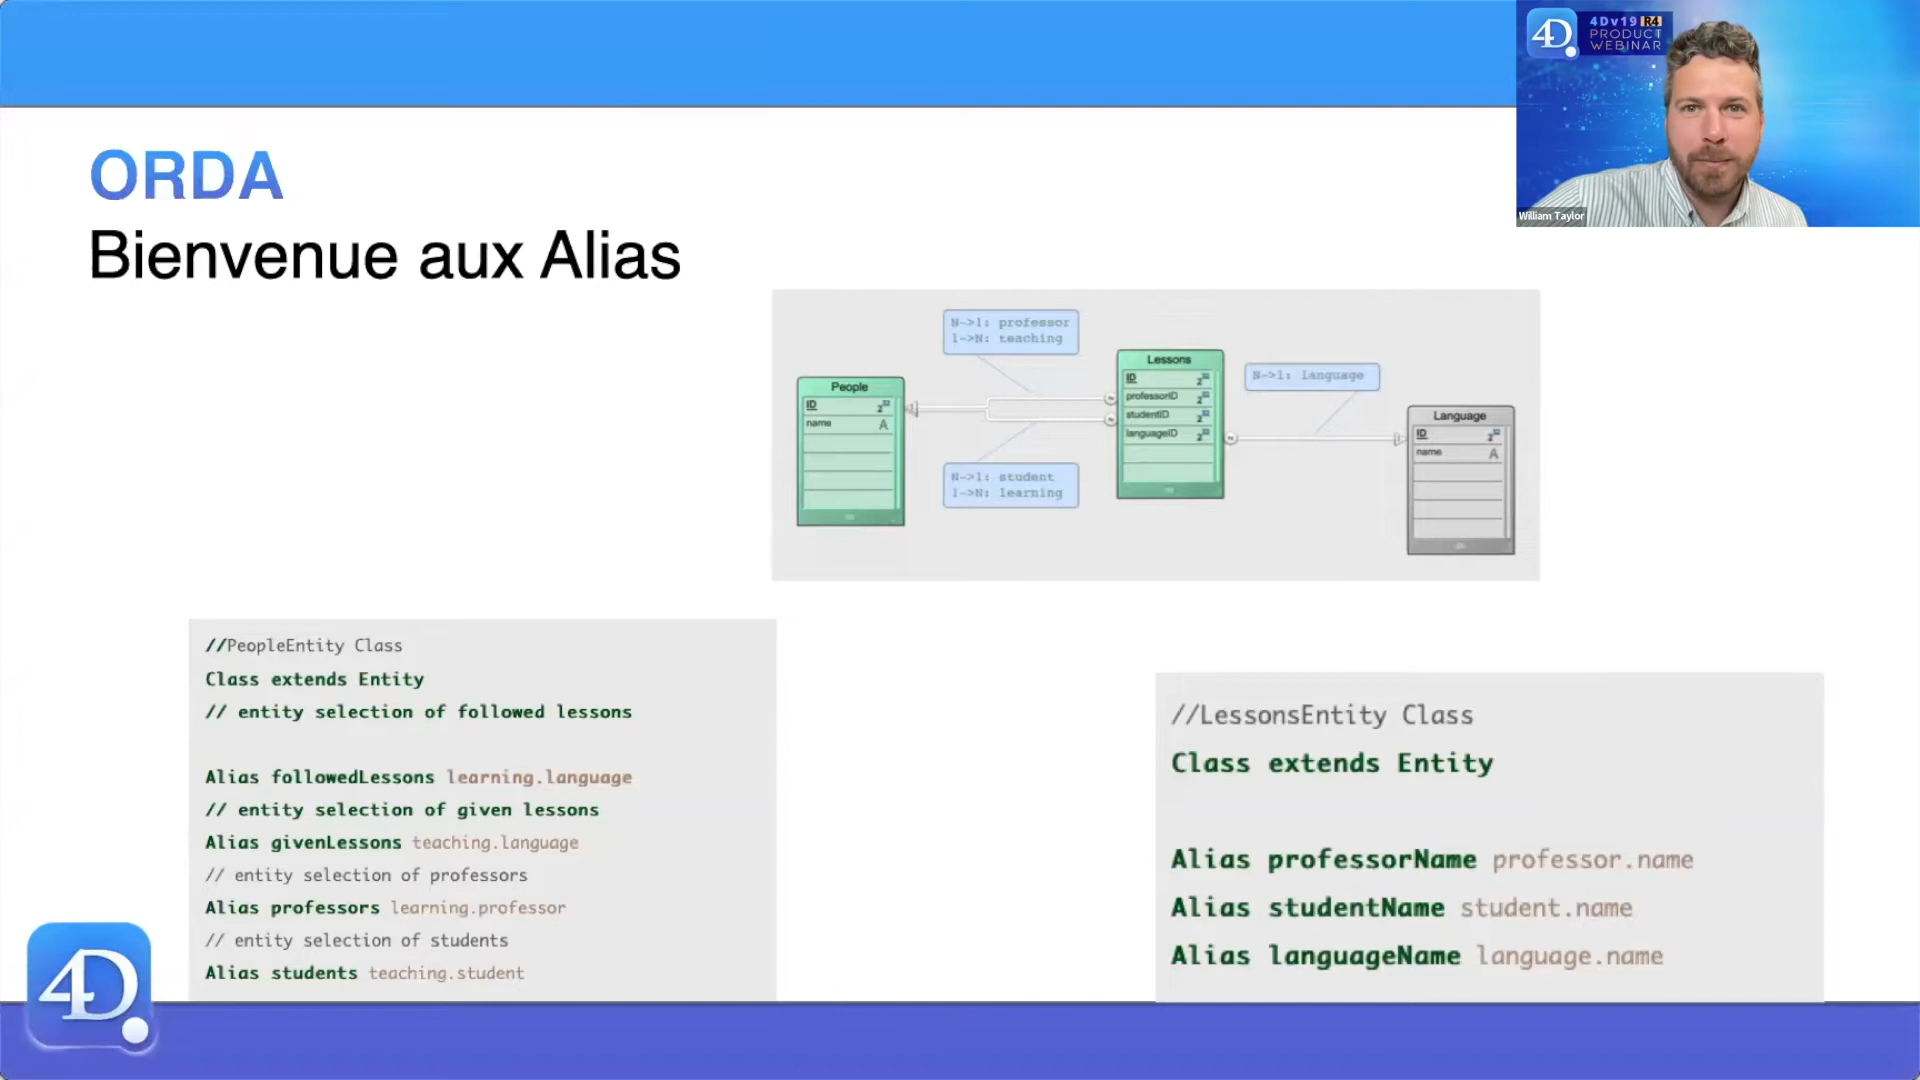 4D
4Dv19 R4
PRODUCT
WEBINAR
William Taylor
ORDA
Bienvenue aux Alias
N->1: professor
1->N: teaching
People
ID
name A
N->1: student
1->N: learning
Lessons
ID
professorID
studentID
languageID
N->1: language
Language
ID
name A
//PeopleEntity Class
Class extends Entity
// entity selection of followed lessons
Alias followedLessons learning.language
// entity selection of given lessons
Alias givenLessons teaching.language
// entity selection of professors
Alias professors learning.professor
// entity selection of students
Alias students teaching.student
//LessonsEntity Class
Class extends Entity
Alias professorName professor.name
Alias studentName student.name
Alias languageName language.name
4D